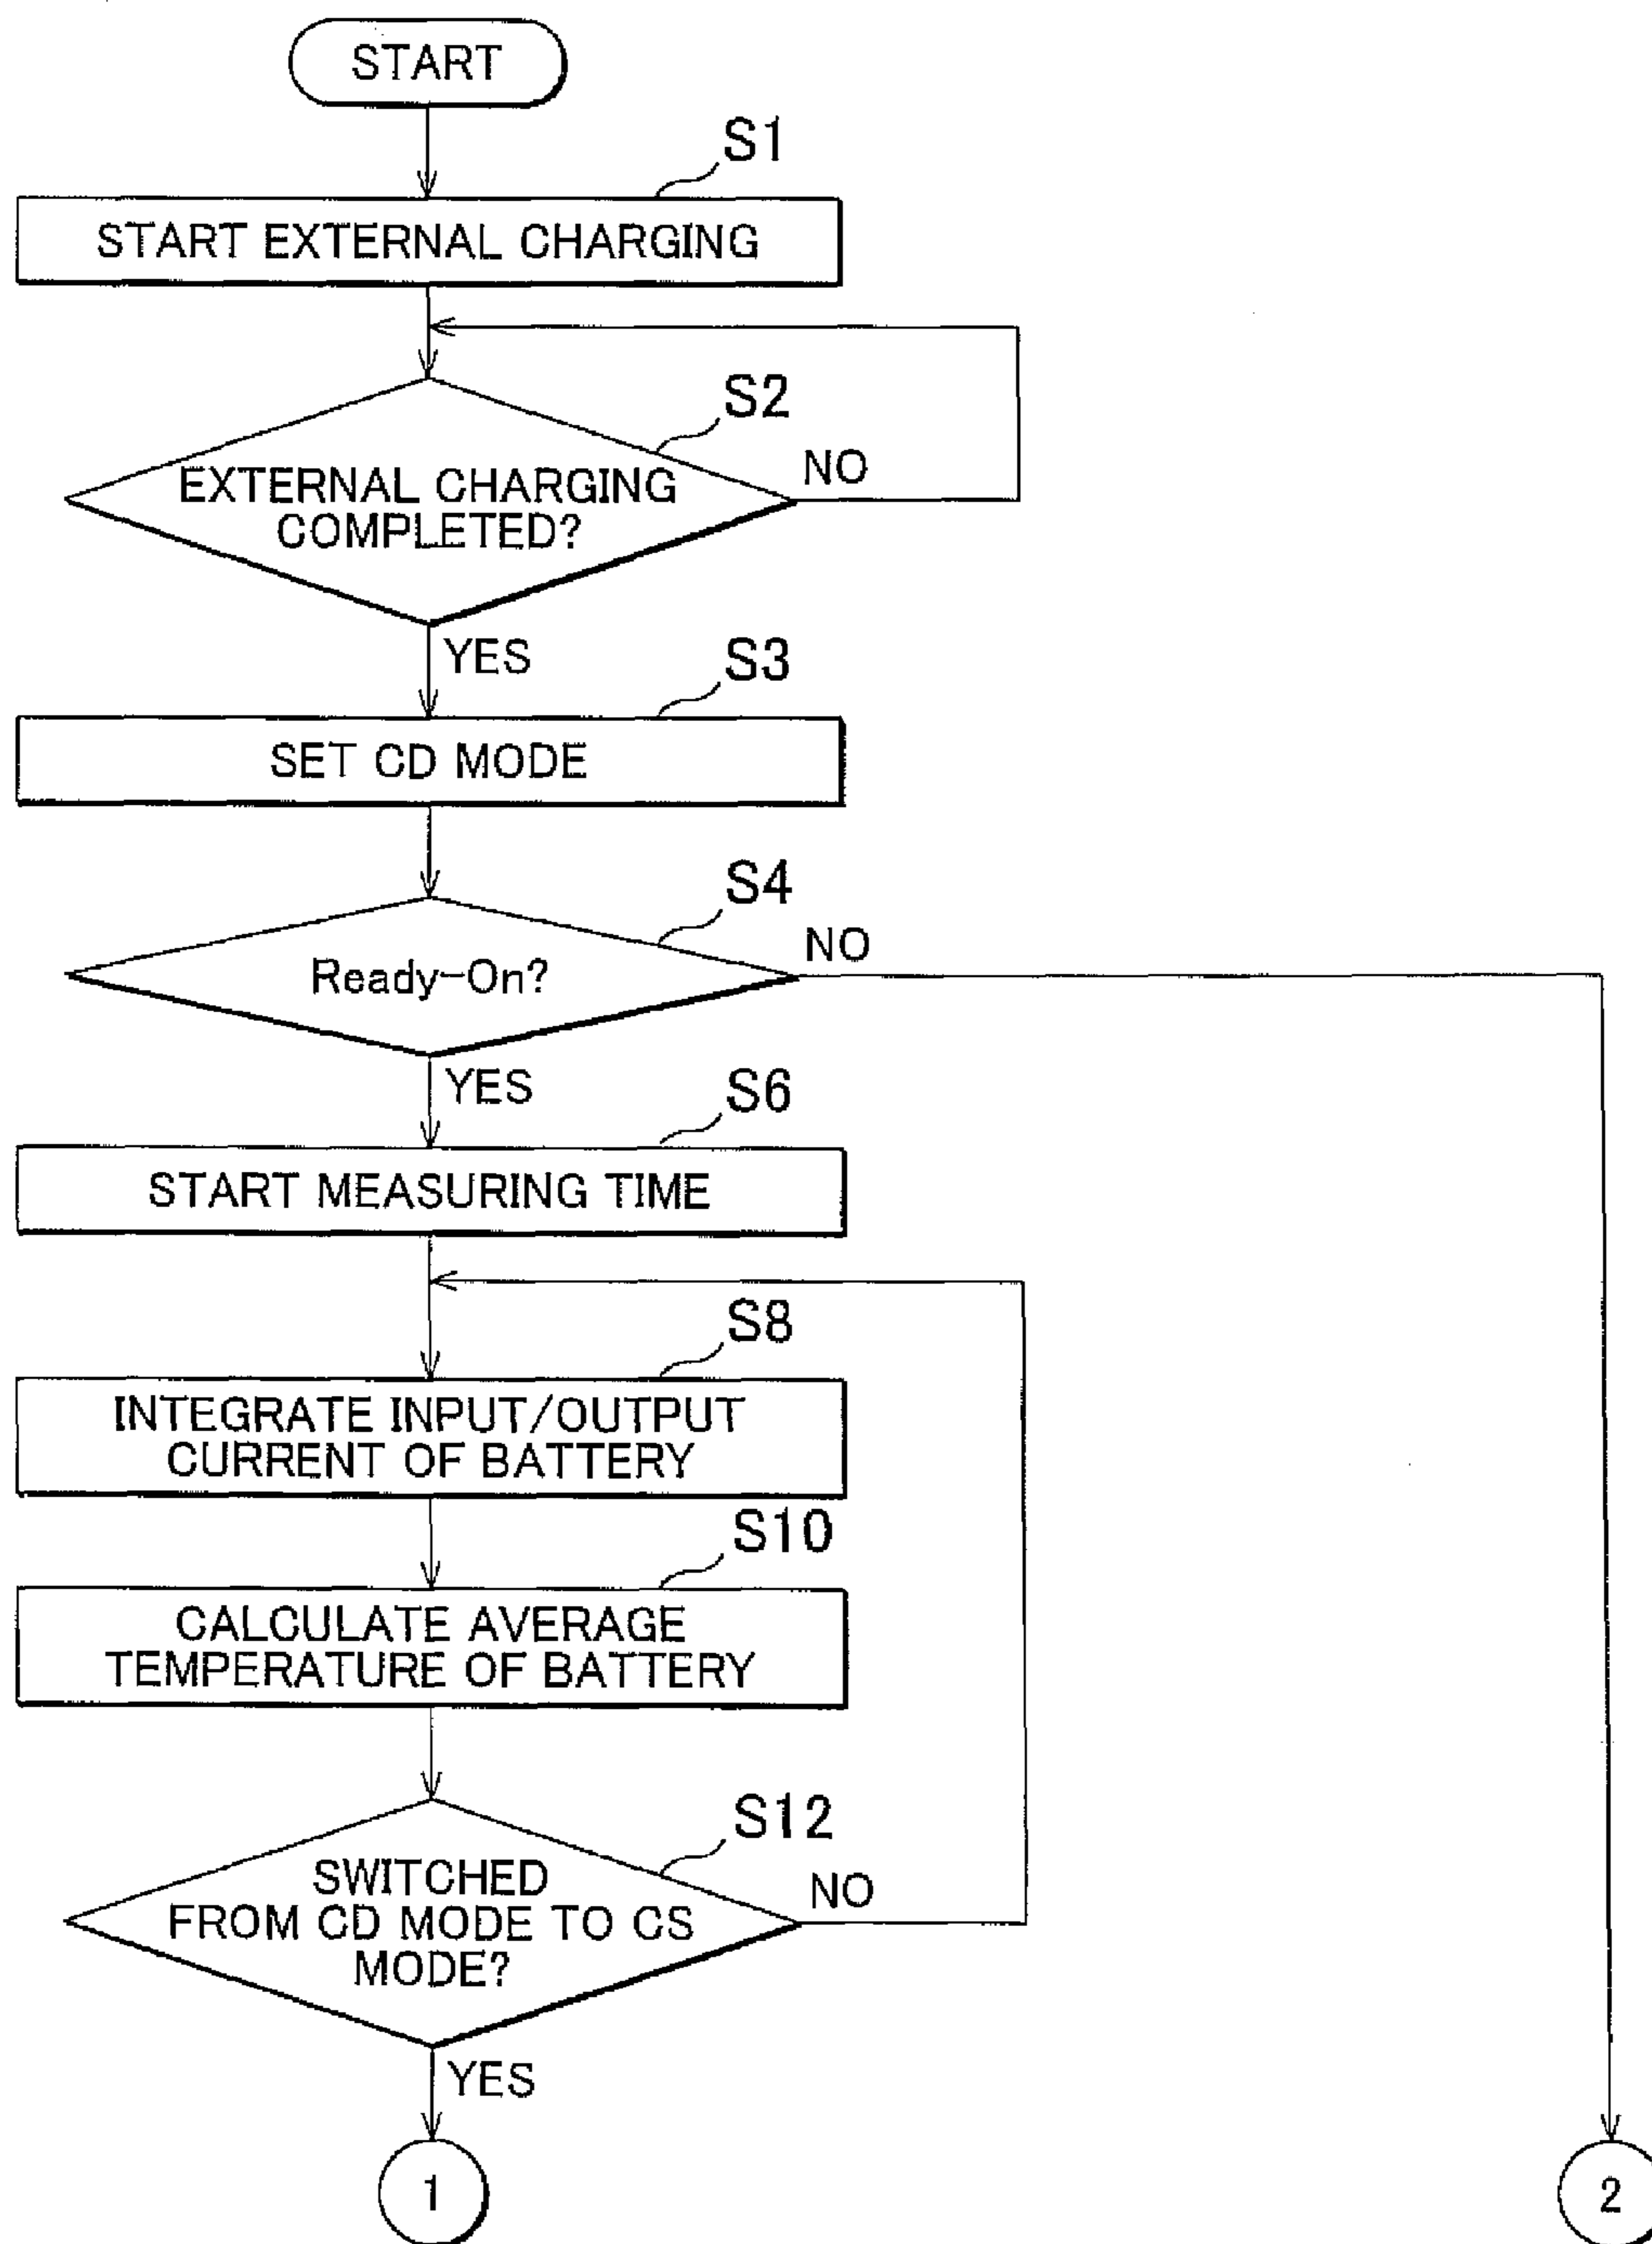 START
S1
START EXTERNAL CHARGING
S2
EXTERNAL CHARGING
COMPLETED?
NO
YES
S3
SET CD MODE
S4
Ready-On?
NO
YES
S6
START MEASURING TIME
S8
INTEGRATE INPUT/OUTPUT
CURRENT OF BATTERY
S10
CALCULATE AVERAGE
TEMPERATURE OF BATTERY
S12
SWITCHED
FROM CD MODE TO CS
MODE?
NO
YES
1
2